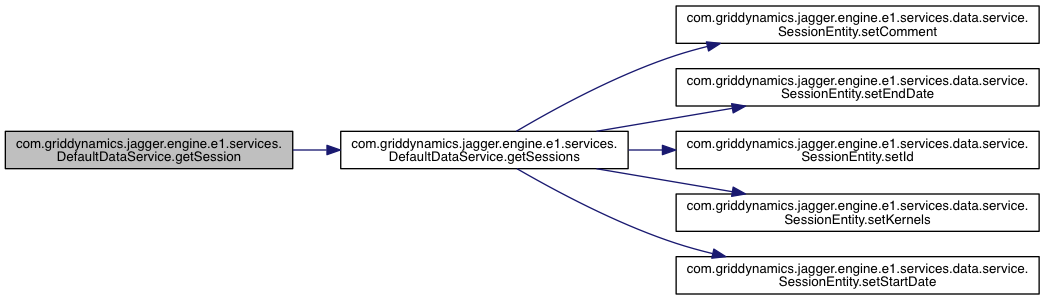 com.griddynamics.jagger.engine.e1.services.data.service.
SessionEntity.setComment
com.griddynamics.jagger.engine.e1.services.data.service.
SessionEntity.setEndDate
com.griddynamics.jagger.engine.e1.services.
DefaultDataService.getSession
com.griddynamics.jagger.engine.e1.services.
DefaultDataService.getSessions
com.griddynamics.jagger.engine.e1.services.data.service.
SessionEntity.setId
com.griddynamics.jagger.engine.e1.services.data.service.
SessionEntity.setKernels
com.griddynamics.jagger.engine.e1.services.data.service.
SessionEntity.setStartDate